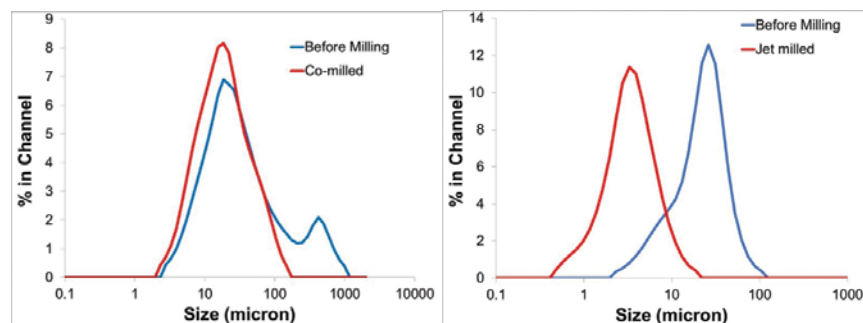 9
8
7
6
5
4
3
2
1
0
% in Channel
0.1 1 10 100 1000 10000
Size (micron)
Before Milling
Co-milled
14
12
10
8
6
4
2
0
% in Channel
0.1 1 10 100 1000
Size (micron)
Before Milling
Jet milled